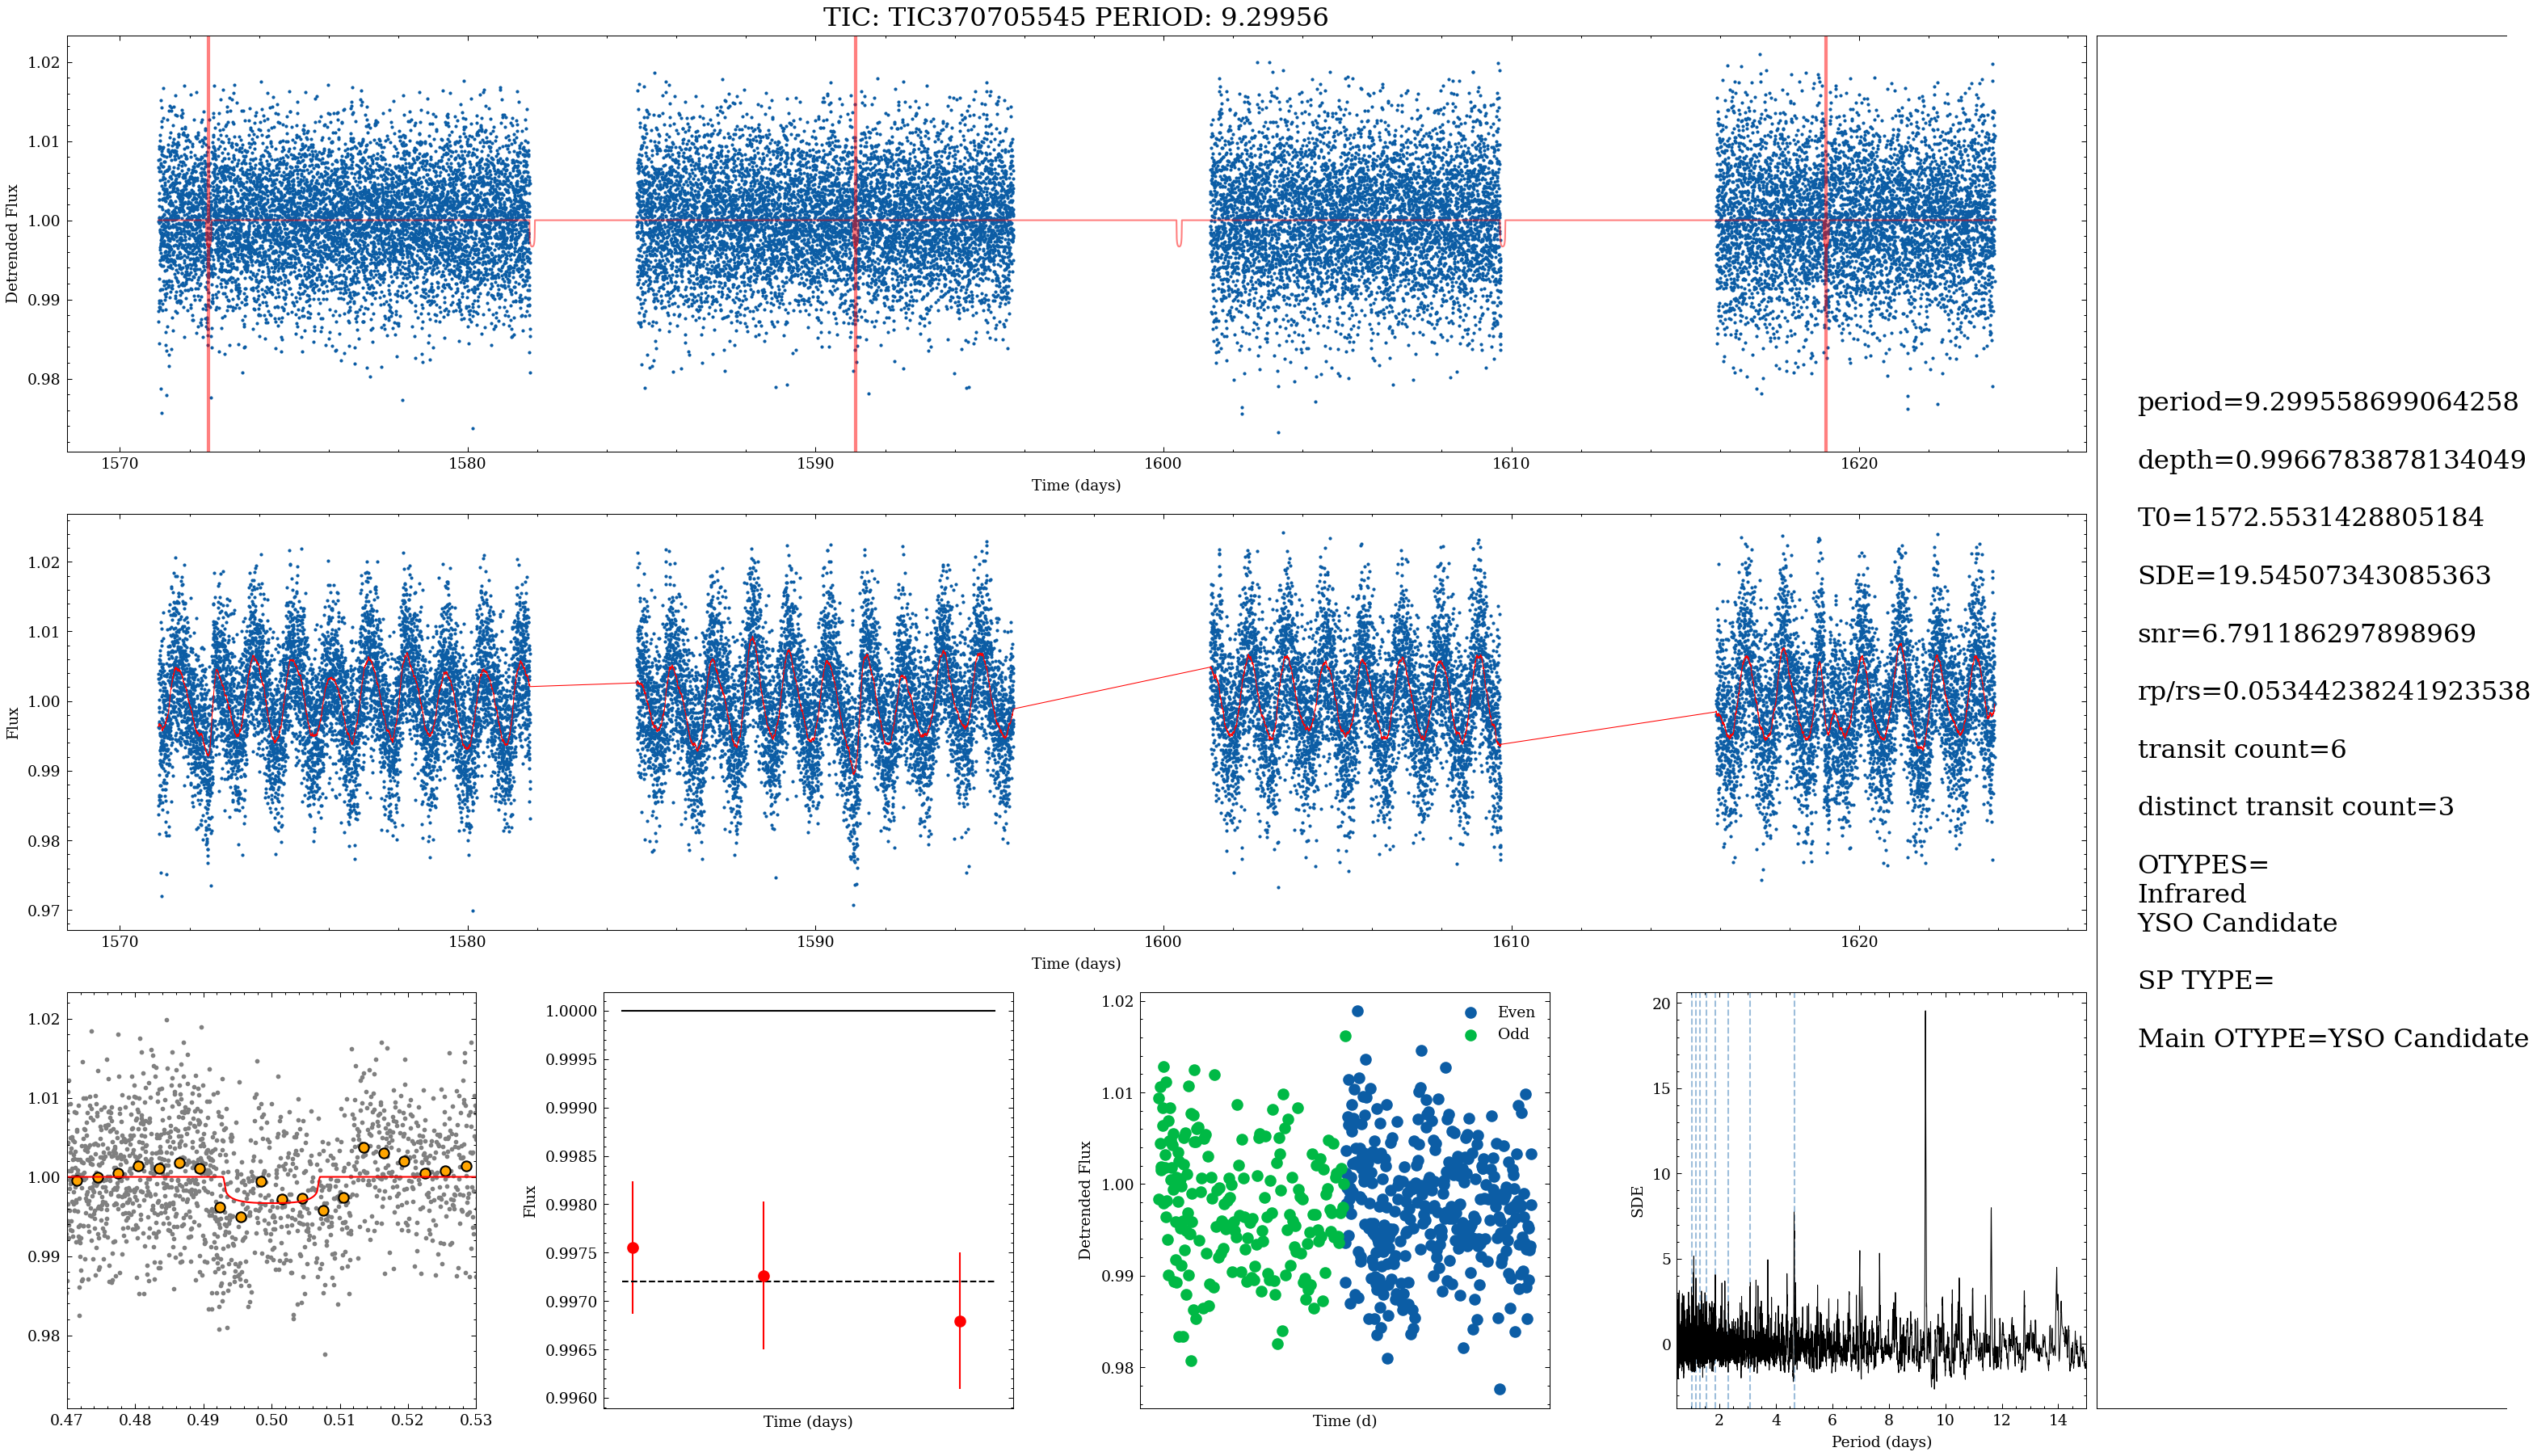 TIC: TIC370705545 PERIOD: 9.29956
1.02
1.01
1.00
0.99
0.98
Detrended Flux
1570
1580
1590
1600
1610
1620
Time (days)
1.02
1.01
1.00
0.99
0.98
0.97
Flux
1570
1580
1590
1600
1610
1620
Time (days)
1.02
1.01
1.00
0.99
0.98
0.47
0.48
0.49
0.50
0.51
0.52
0.53
1.0000
0.9995
0.9990
0.9985
0.9980
0.9975
0.9970
0.9965
0.9960
Flux
Time (days)
1.02
1.01
1.00
0.99
0.98
Detrended Flux
Even
Odd
Time (d)
20
15
10
5
0
SDE
2
4
6
8
10
12
14
Period (days)
period=9.299558699064258
depth=0.9966783878134049
T0=1572.5531428805184
SDE=19.54507343085363
snr=6.791186297898969
rp/rs=0.05344238241923538
transit count=6
distinct transit count=3
OTYPES=
Infrared
YSO Candidate
SP TYPE=
Main OTYPE=YSO Candidate